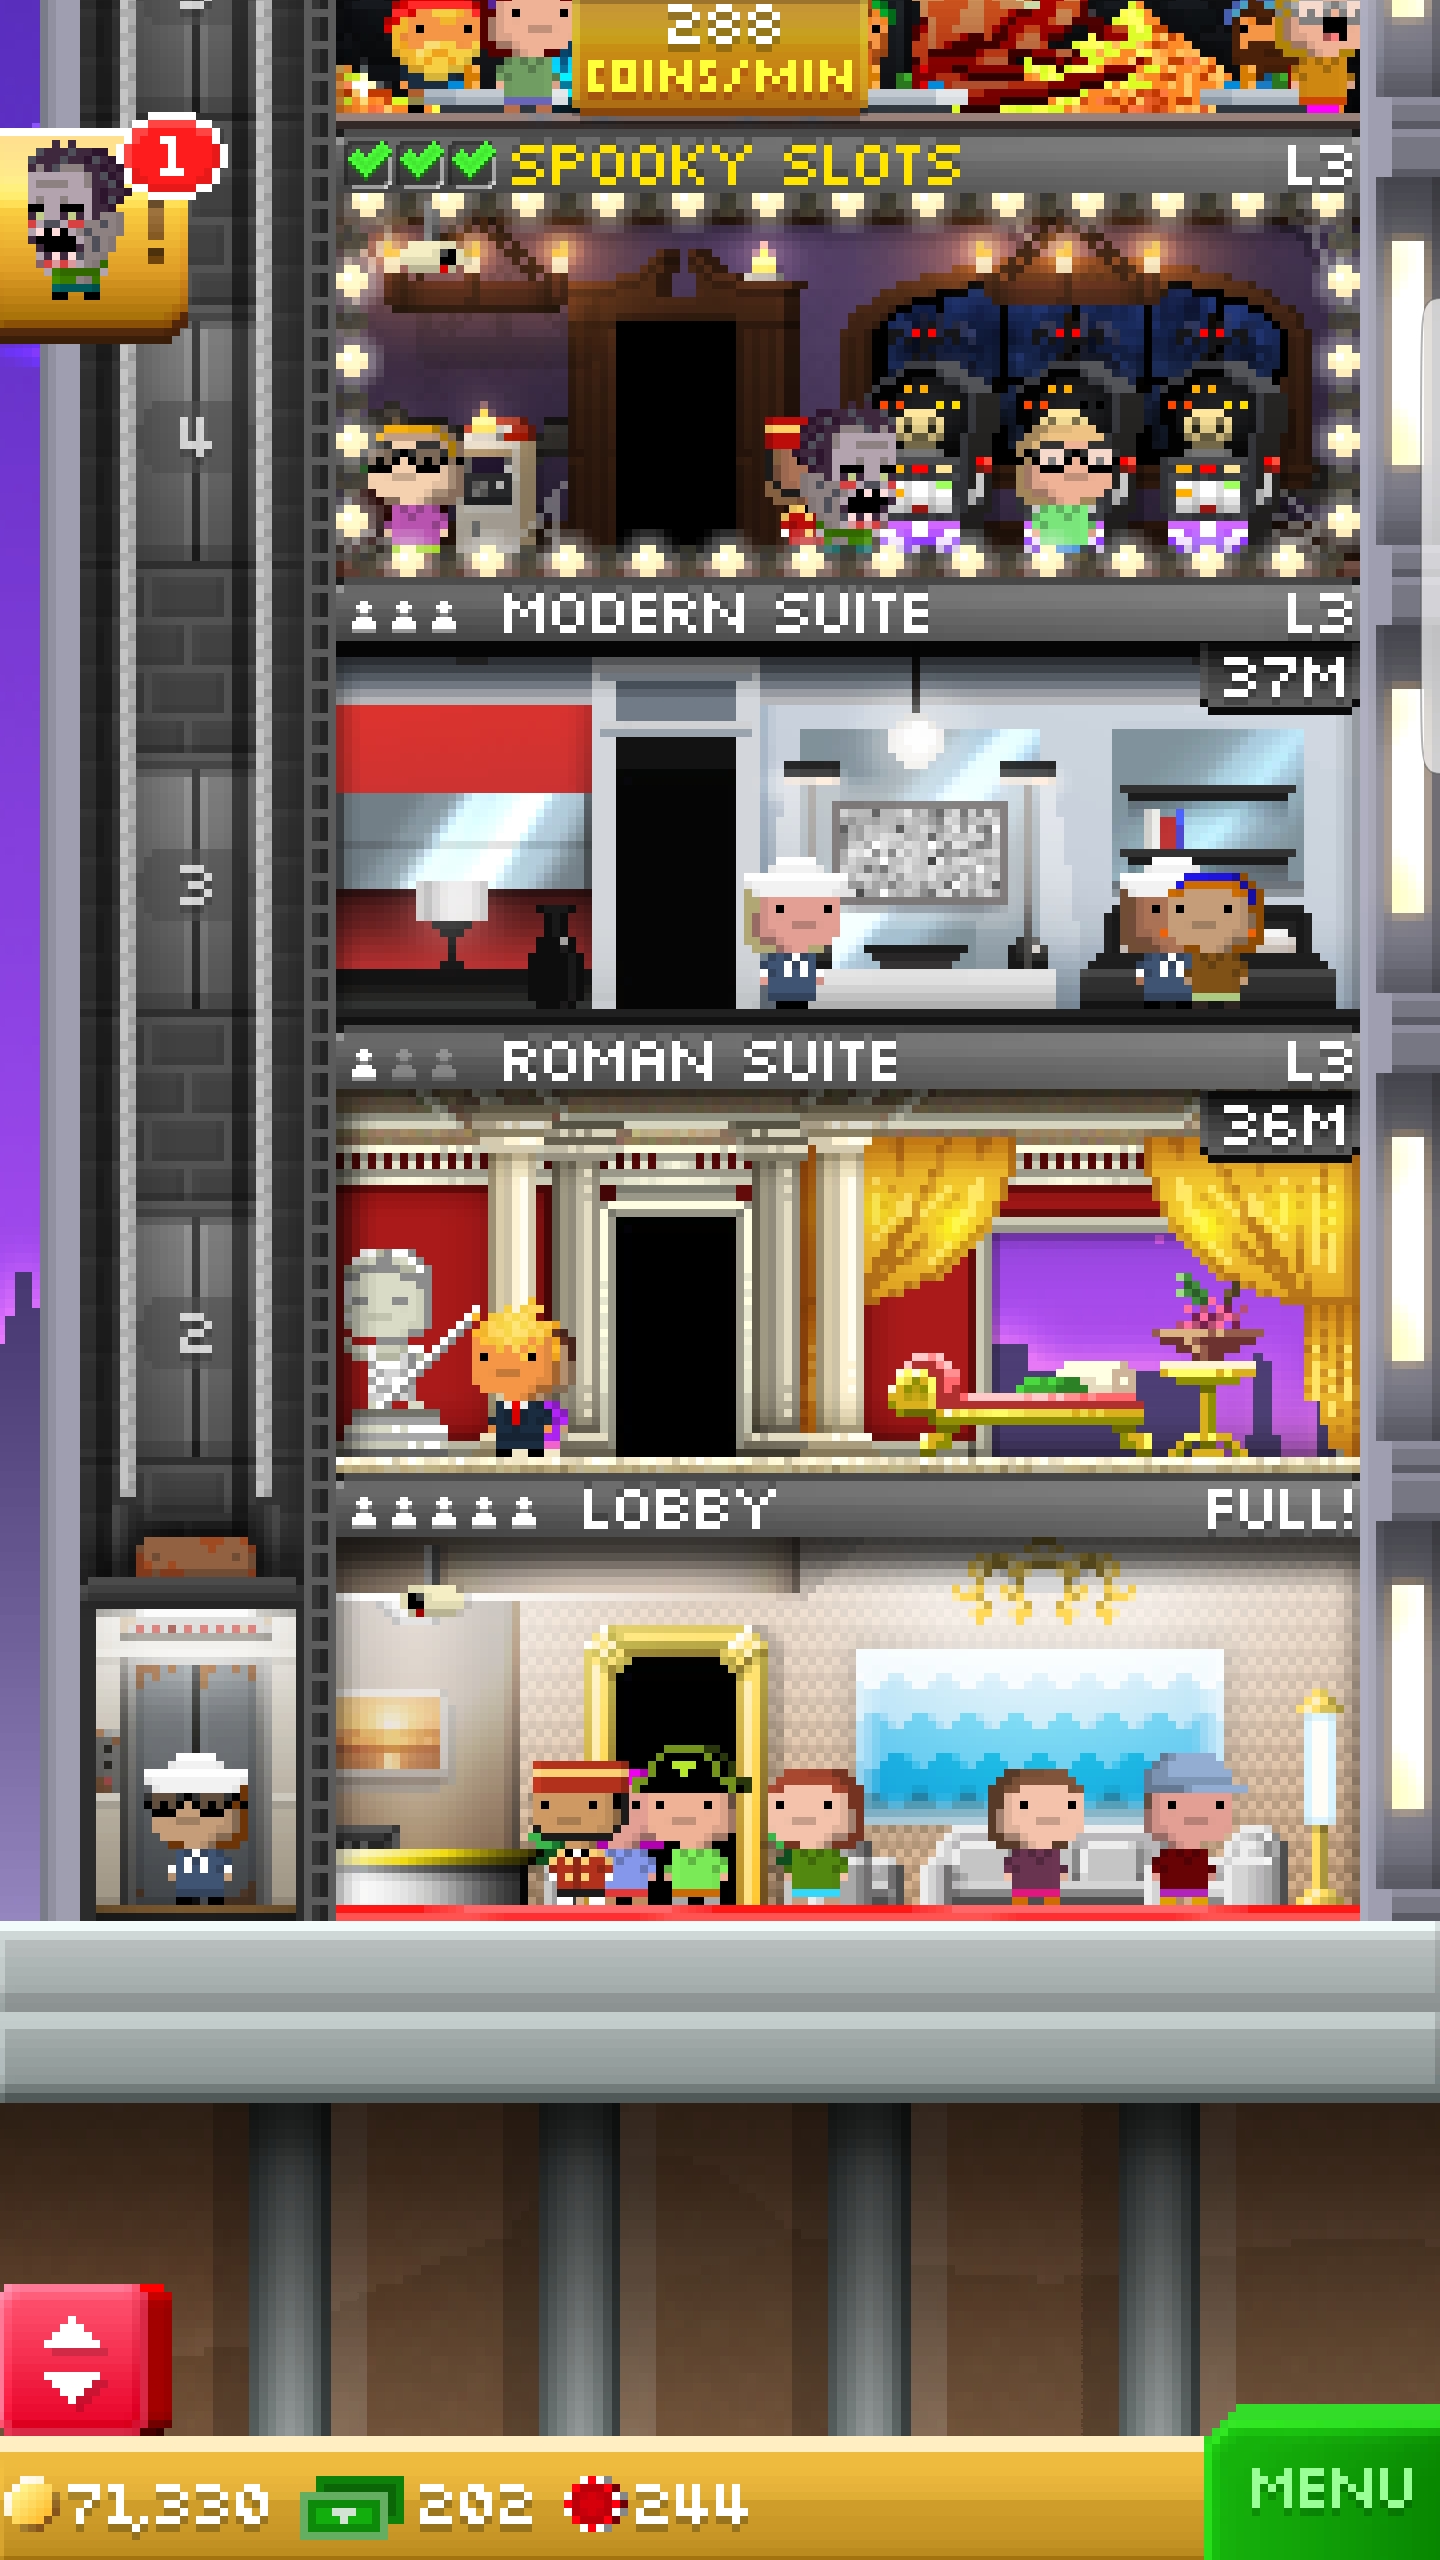 288
COINS/MIN
1
!
SPOOKY SLOTS L3
4
MODERN SUITE L3
37M
3
ROMAN SUITE L3
36M
2
LOBBY FULL!
71,330 202 244
MENU